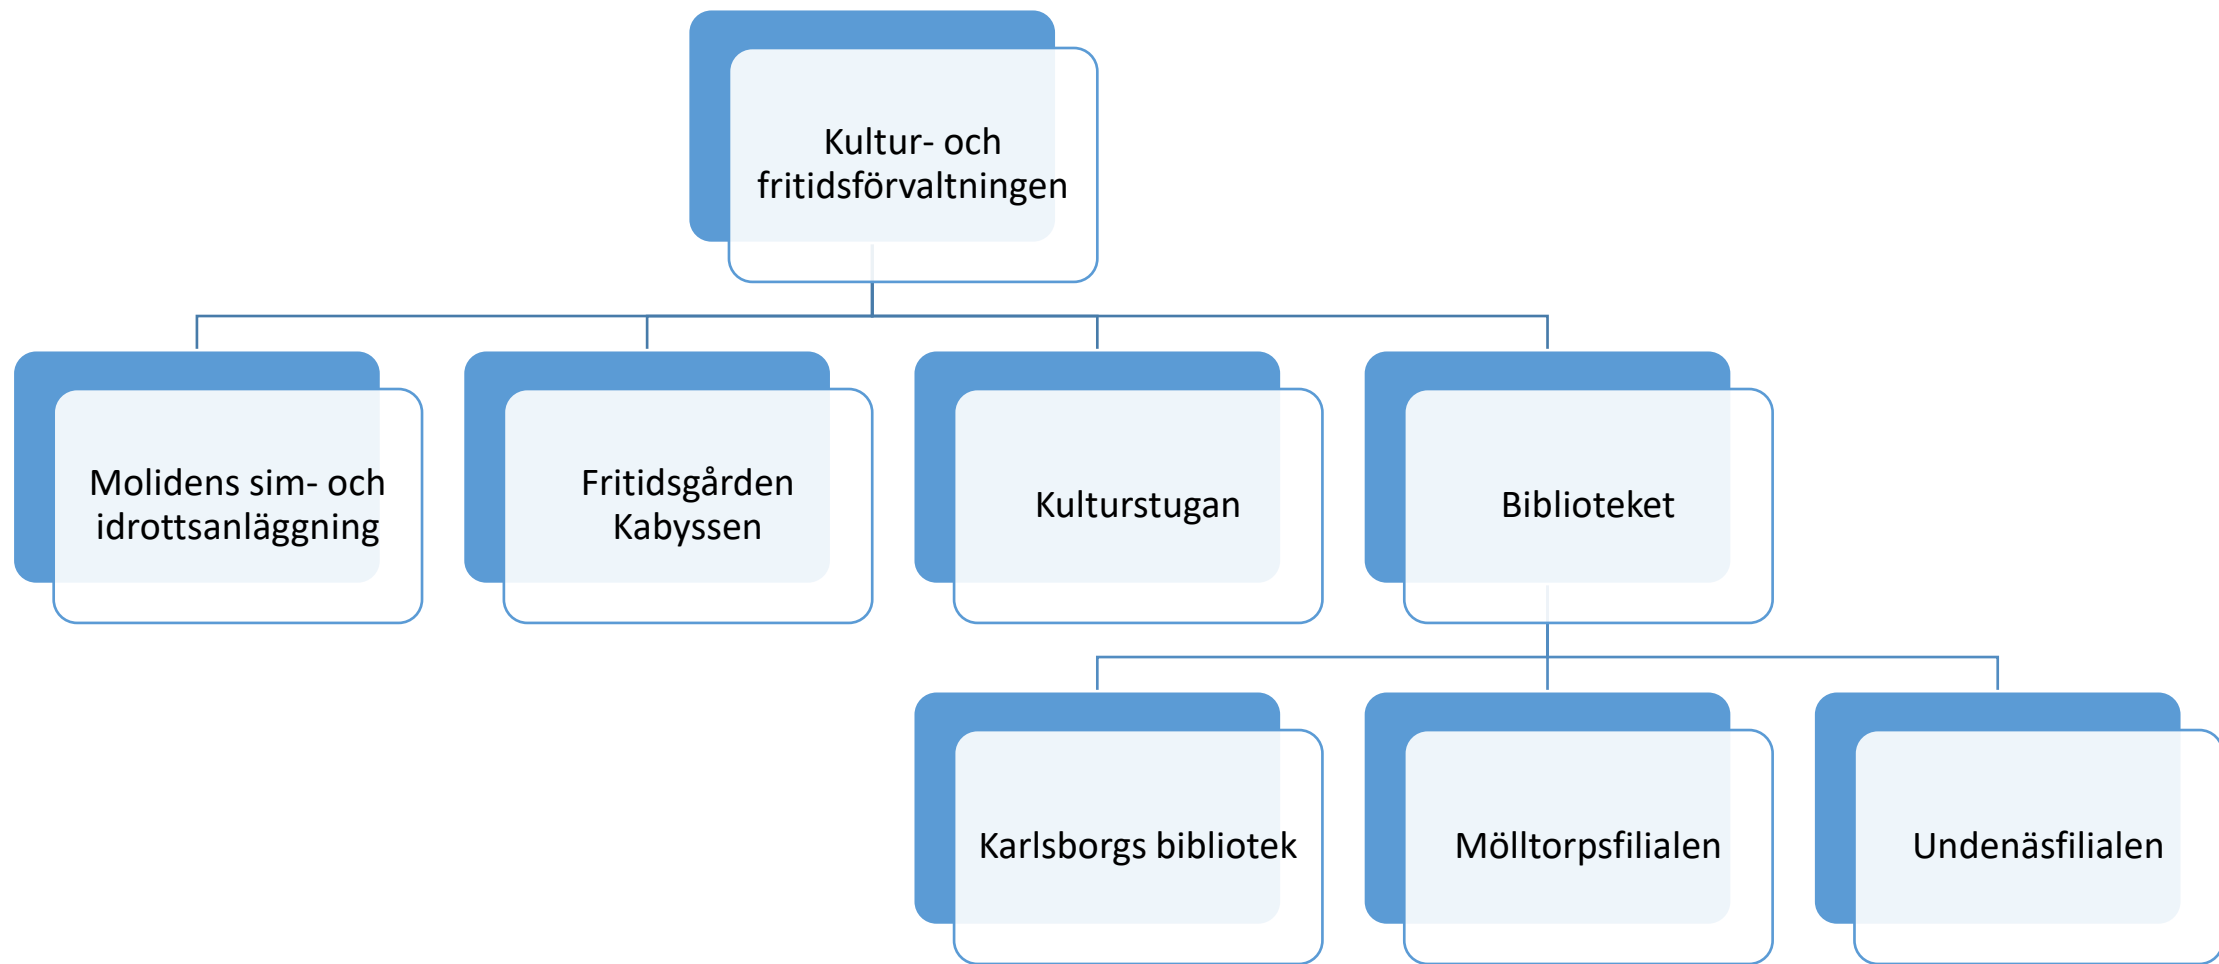 Kultur- och
fritidsförvaltningen
Molidens sim- och
idrottsanläggning
Fritidsgården
Kabyssen
Kulturstugan
Biblioteket
Karlsborgs bibliotek
Mölltorpsfilialen
Undenäsfilialen